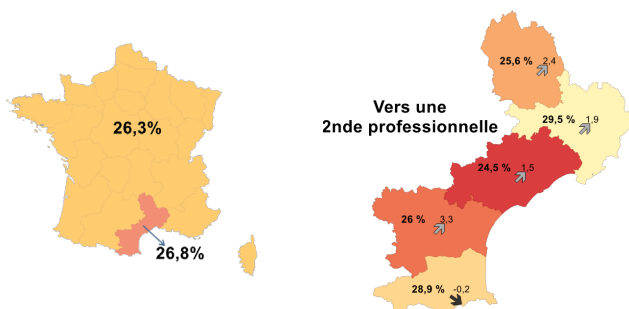 26,3%
26,8%
Vers une
2nde professionnelle
25,6 % 2,4
29,5 % 1,9
24,5 % 1,5
26 % 3,3
28,9 % -0,2